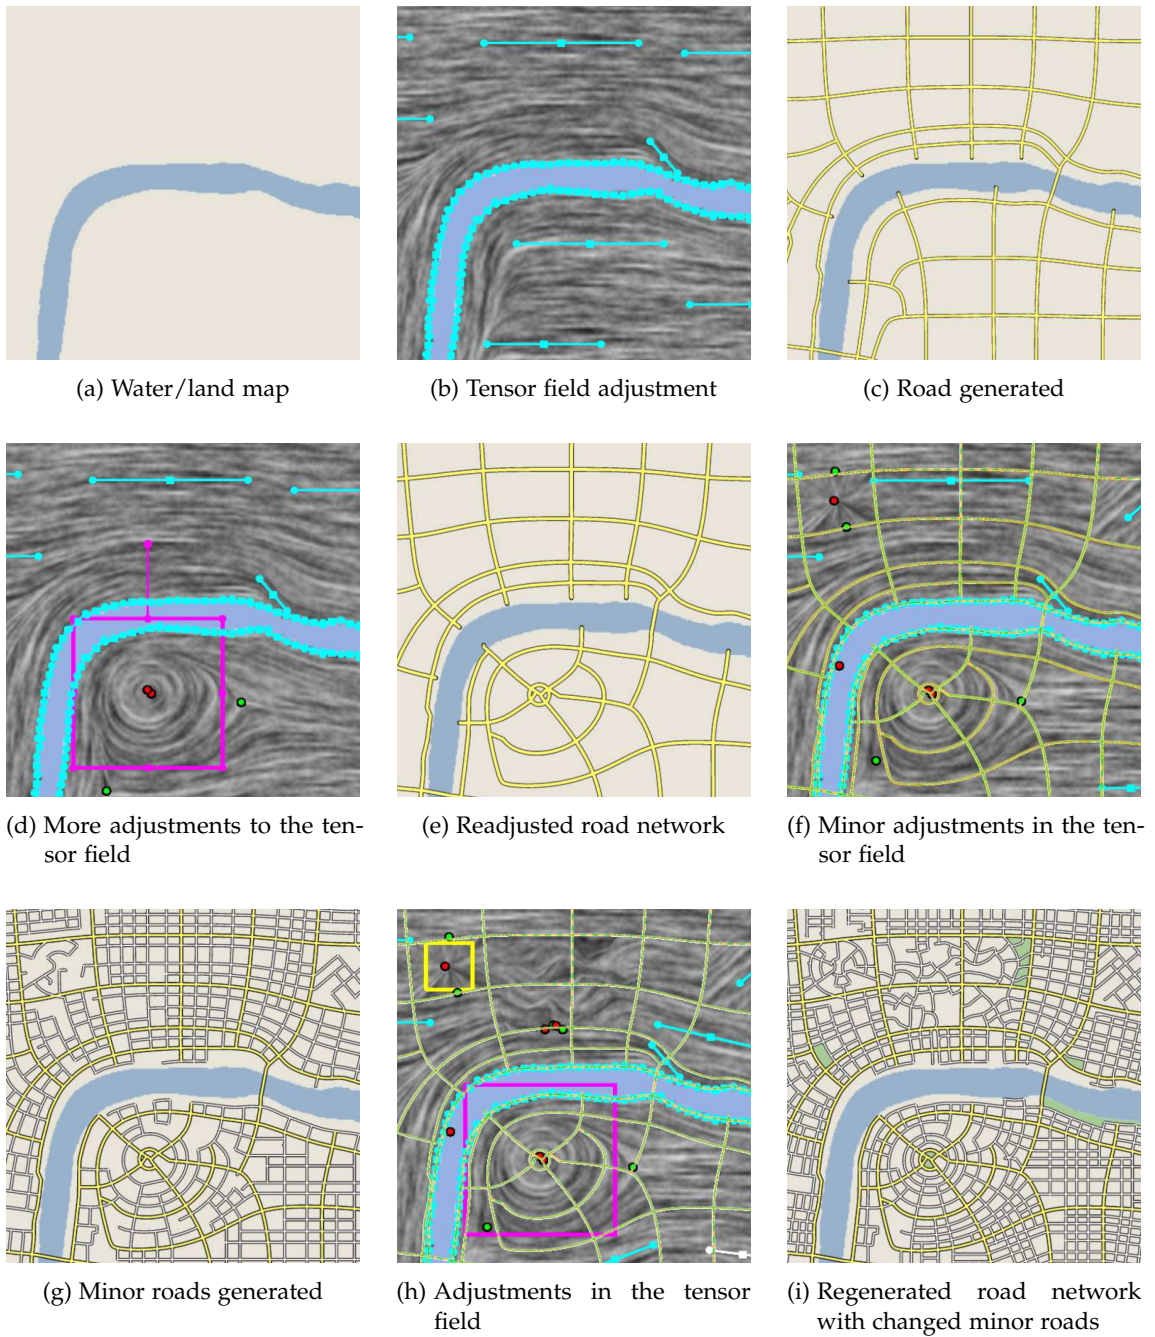 (a) Water/land map
(b) Tensor field adjustment
(c) Road generated
(d) More adjustments to the ten-
sor field
(e) Readjusted road network
(f) Minor adjustments in the ten-
sor field
(g) Minor roads generated
(h) Adjustments in the tensor
field
(i) Regenerated road network
with changed minor roads